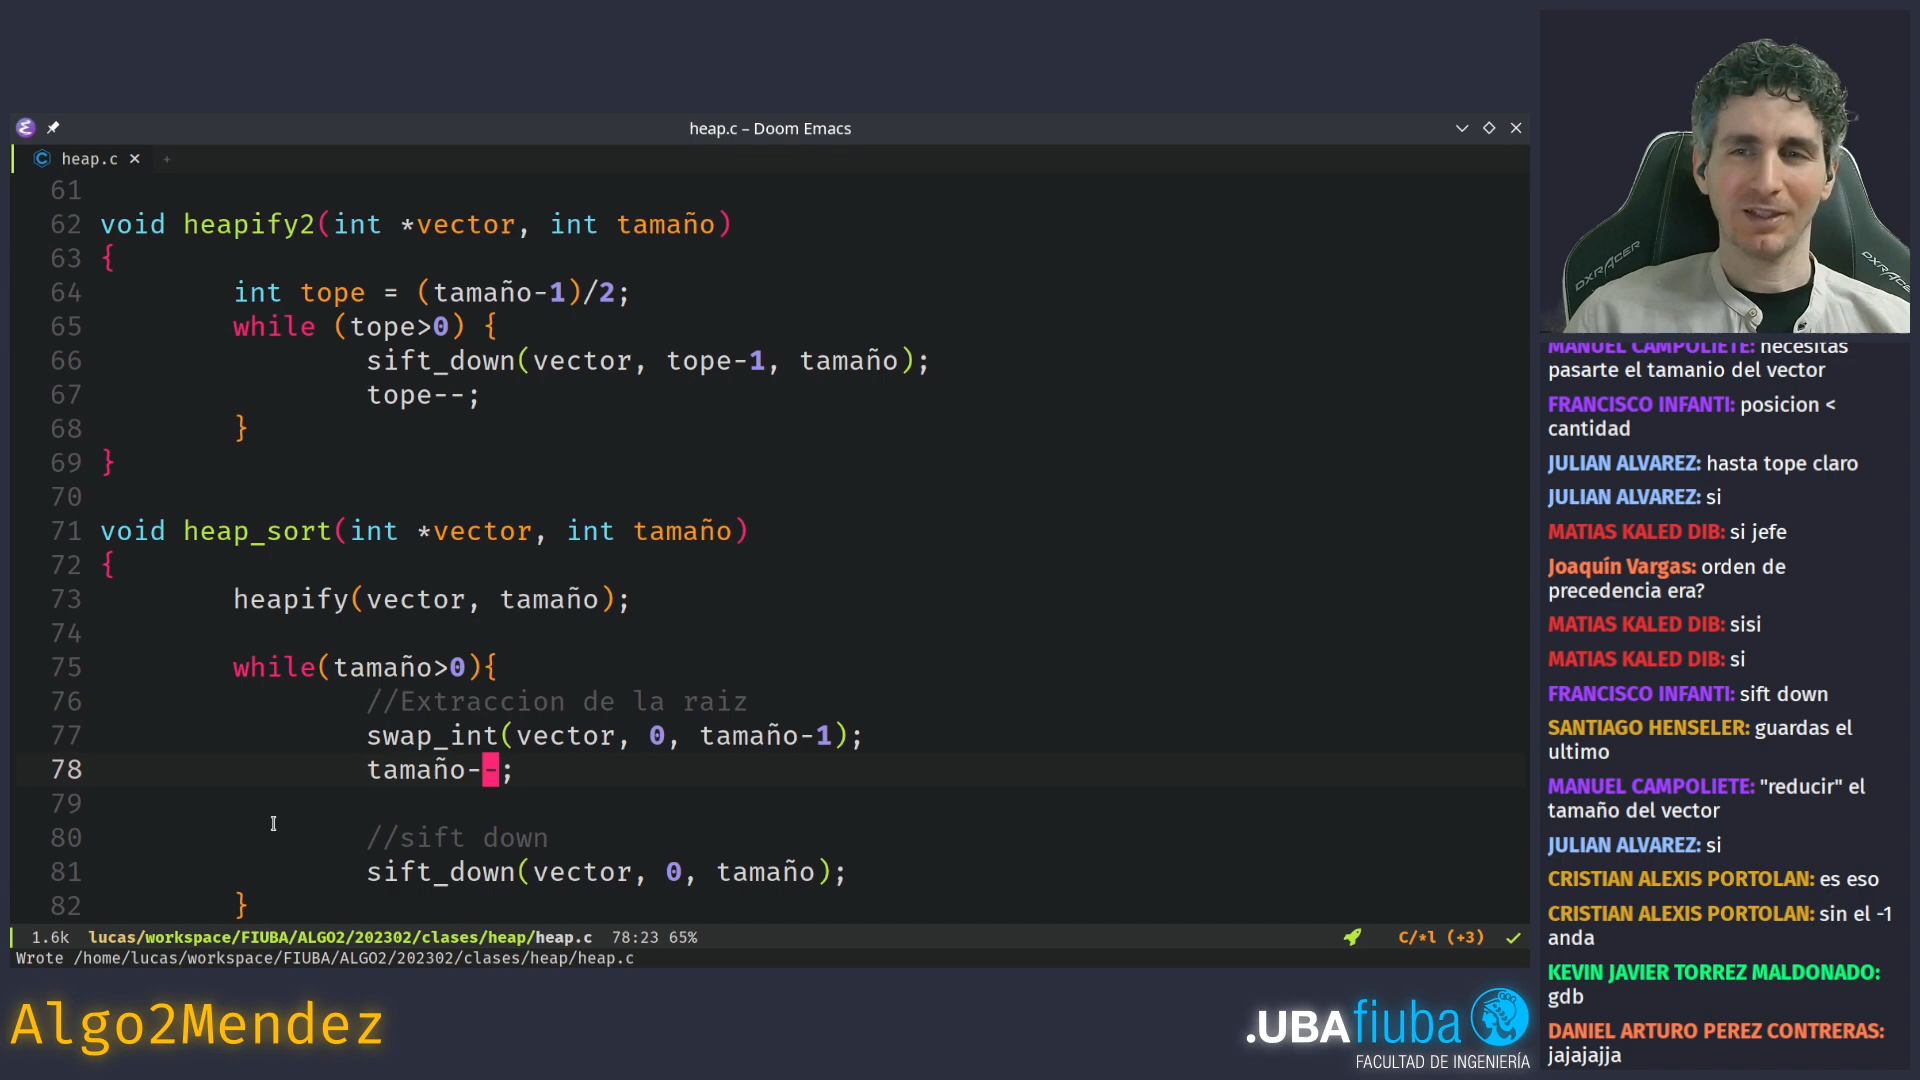 heap.c – Doom Emacs
heap.c
61
62 void heapify2(int *vector, int tamaño)
63 {
64 int tope = (tamaño-1)/2;
65 while (tope>0) {
66 sift_down(vector, tope-1, tamaño);
67 tope--;
68 }
69 }
70
71 void heap_sort(int *vector, int tamaño)
72 {
73 heapify(vector, tamaño);
74
75 while(tamaño>0){
76 //Extraccion de la raiz
77 swap_int(vector, 0, tamaño-1);
78 tamaño--;
79
80 //sift down
81 sift_down(vector, 0, tamaño);
82 }
1.6k lucas/workspace/FIUBA/ALGO2/202302/clases/heap/heap.c 78:23 65% C/*l (+3)
Wrote /home/lucas/workspace/FIUBA/ALGO2/202302/clases/heap/heap.c
DXRACER
DXRACER
MANUEL CAMPOLIETE: necesitas
pasarte el tamanio del vector
FRANCISCO INFANTI: posicion <
cantidad
JULIAN ALVAREZ: hasta tope claro
JULIAN ALVAREZ: si
MATIAS KALED DIB: si jefe
Joaquín Vargas: orden de
precedencia era?
MATIAS KALED DIB: sisi
MATIAS KALED DIB: si
FRANCISCO INFANTI: sift down
SANTIAGO HENSELER: guardas el
ultimo
MANUEL CAMPOLIETE: "reducir" el
tamaño del vector
JULIAN ALVAREZ: si
CRISTIAN ALEXIS PORTOLAN: es eso
CRISTIAN ALEXIS PORTOLAN: sin el -1
anda
KEVIN JAVIER TORREZ MALDONADO:
gdb
DANIEL ARTURO PEREZ CONTRERAS:
jajajajja
Algo2Mendez
.UBAfiuba
FACULTAD DE INGENIERÍA